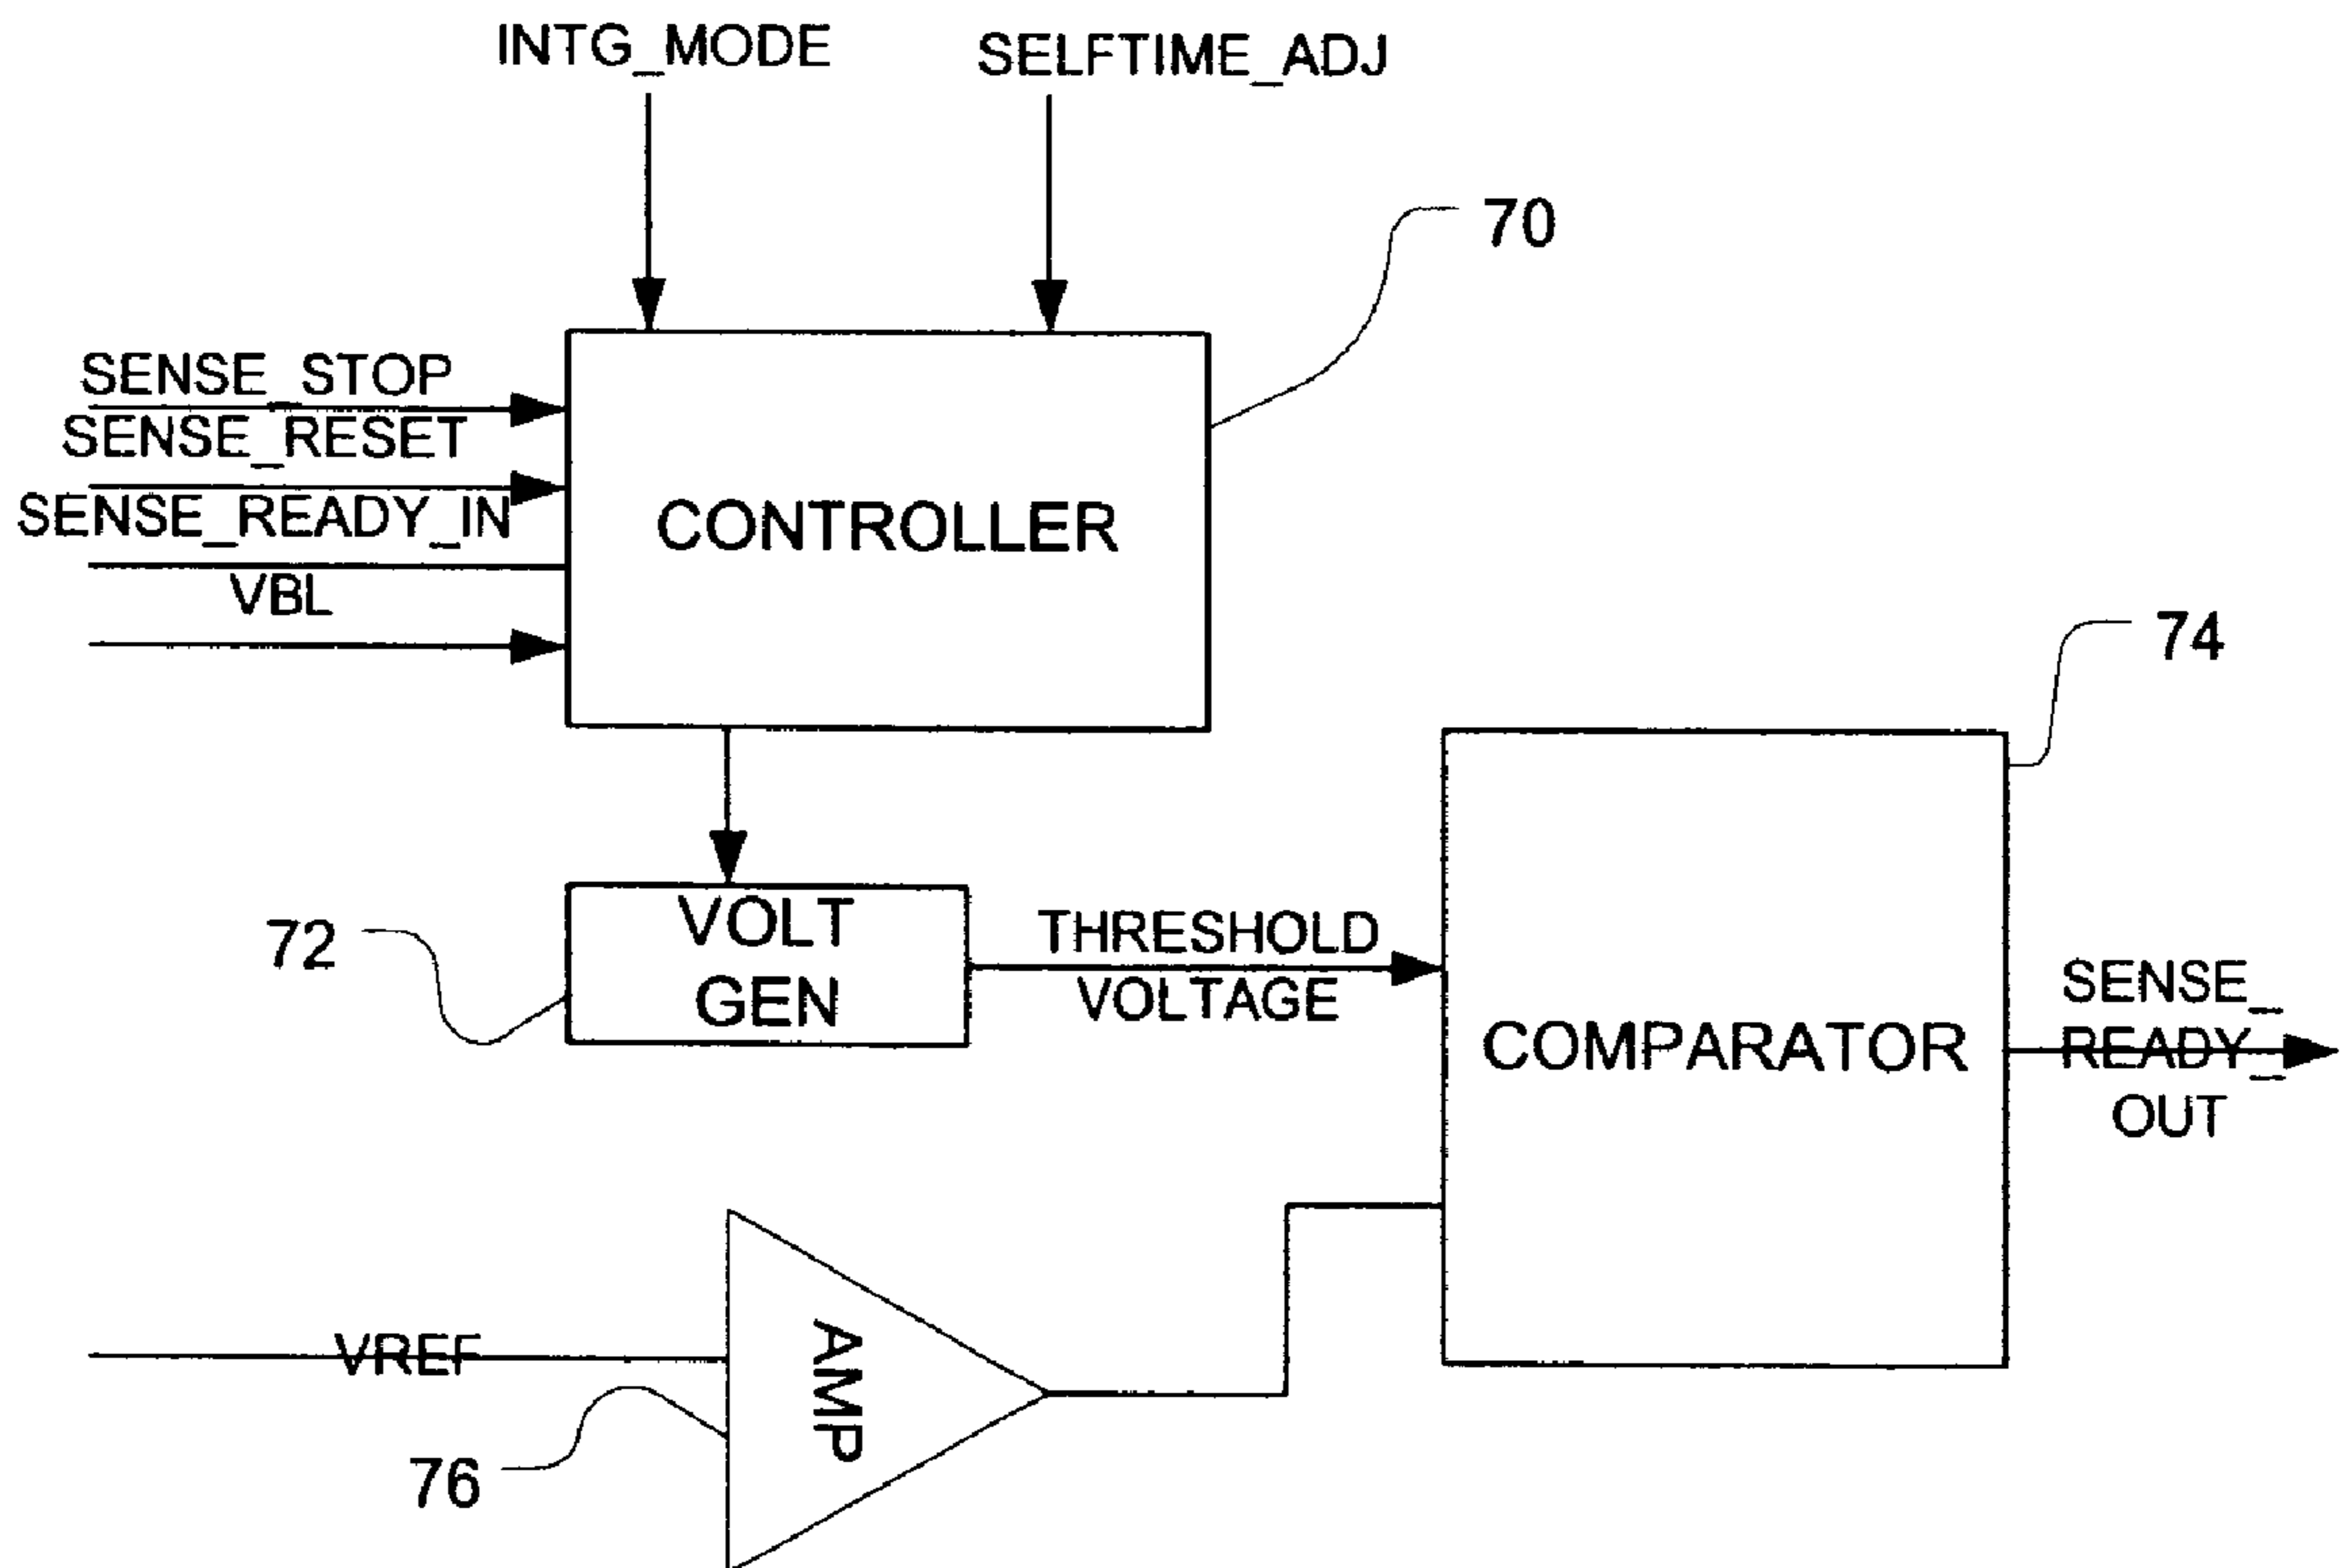 INTG_MODE
SELFTIME_ADJ
70
SENSE_STOP
SENSE_RESET
SENSE_READY_IN
VBL
CONTROLLER
74
72
VOLT
GEN
THRESHOLD
VOLTAGE
COMPARATOR
SENSE_
READY_
OUT
VREF
AMP
76